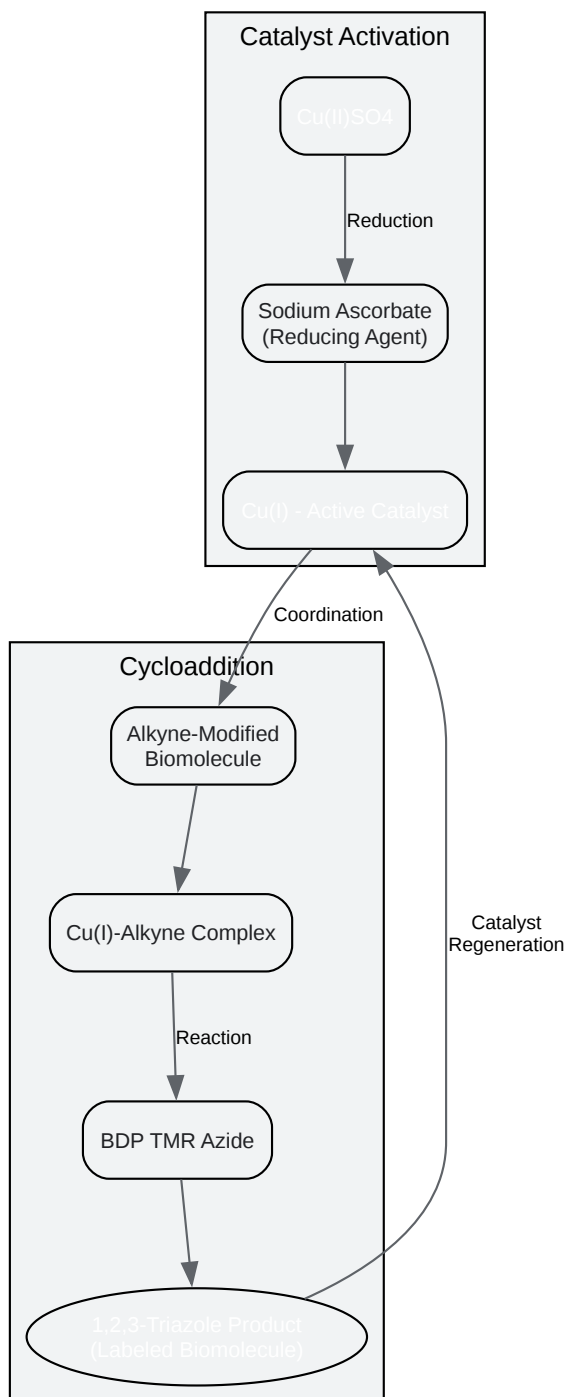 Catalyst Activation
Cu(II)SO4
Reduction
Sodium Ascorbate
(Reducing Agent)
Cu(I) - Active Catalyst
Coordination
Cycloaddition
Alkyne-Modified
Biomolecule
Cu(I)-Alkyne Complex
Catalyst
Regeneration
Reaction
BDP TMR Azide
1,2,3-Triazole Product
(Labeled Biomolecule)